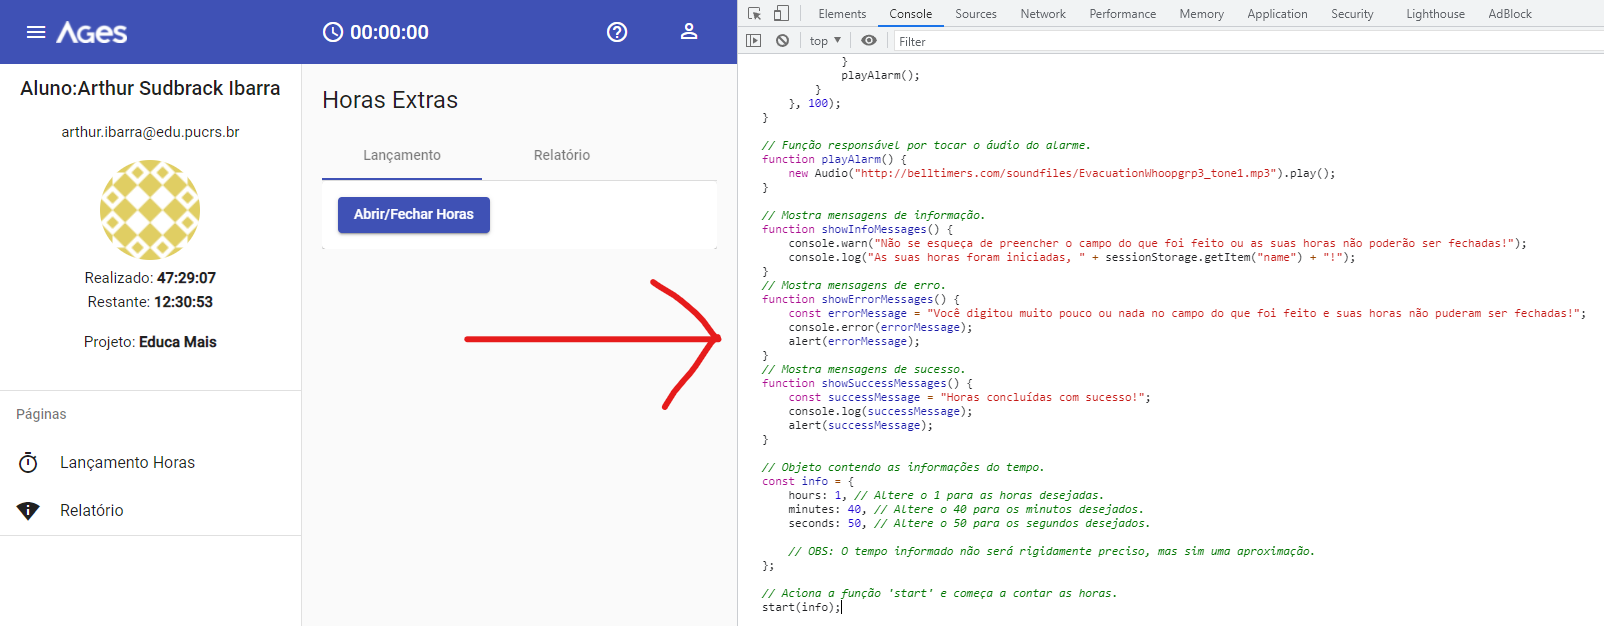 Ages
00:00:00
Aluno:Arthur Sudbrack Ibarra
arthur.ibarra@edu.pucrs.br
Realizado: 47:29:07
Restante: 12:30:53
Projeto: Educa Mais
Páginas
Lançamento Horas
Relatório
Horas Extras
Lançamento
Relatório
Abrir/Fechar Horas
Elements Console Sources Network Performance Memory Application Security Lighthouse AdBlock
top ▼ Filter
}
playAlarm();
}
}, 100);
}
// Função responsável por tocar o áudio do alarme.
function playAlarm() {
new Audio("http://belltimers.com/soundfiles/EvacuationWhoopgrp3_tone1.mp3").play();
}
// Mostra mensagens de informação.
function showInfoMessages() {
console.warn("Não se esqueça de preencher o campo do que foi feito ou as suas horas não poderão ser fechadas!");
console.log("As suas horas foram iniciadas, " + sessionStorage.getItem("name") + "!");
}
// Mostra mensagens de erro.
function showErrorMessages() {
const errorMessage = "Você digitou muito pouco ou nada no campo do que foi feito e suas horas não puderam ser fechadas!";
console.error(errorMessage);
alert(errorMessage);
}
// Mostra mensagens de sucesso.
function showSuccessMessages() {
const successMessage = "Horas concluídas com sucesso!";
console.log(successMessage);
alert(successMessage);
}
// Objeto contendo as informações do tempo.
const info = {
hours: 1, // Altere o 1 para as horas desejadas.
minutes: 40, // Altere o 40 para os minutos desejados.
seconds: 50, // Altere o 50 para os segundos desejados.
// OBS: O tempo informado não será rigidamente preciso, mas sim uma aproximação.
};
// Aciona a função 'start' e começa a contar as horas.
start(info);